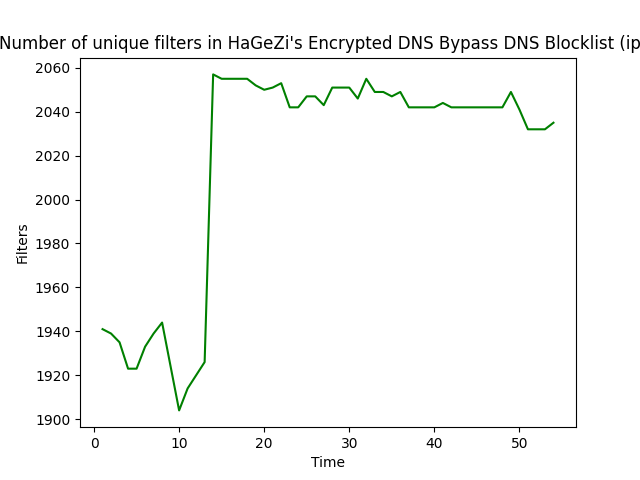 Number of unique filters in HaGeZi's Encrypted DNS Bypass DNS Blocklist (ip
2060
2040
2020
2000
1980
1960
1940
1920
1900
Filters
0 10 20 30 40 50
Time